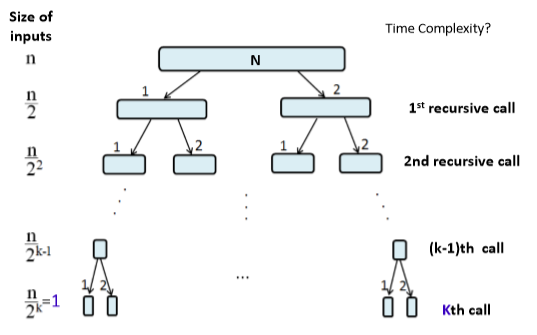 Size of
inputs
Time Complexity?
n
N
1 2
n/2
1st recursive call
1 2 1 2
n/2²
2nd recursive call
. . .
n/2^k-1
(k-1)th call
...
1 2 1 2
n/2^k=1
Kth call